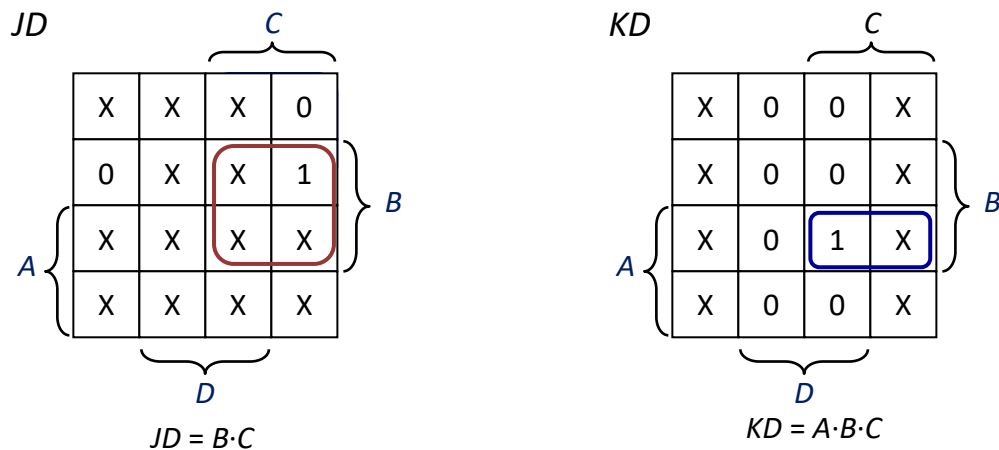 JD
C
X X X 0
0 X X 1
X X X X
X X X X
A
B
D
JD = B·C
KD
C
X 0 0 X
X 0 0 X
X 0 1 X
X 0 0 X
A
B
D
KD = A·B·C